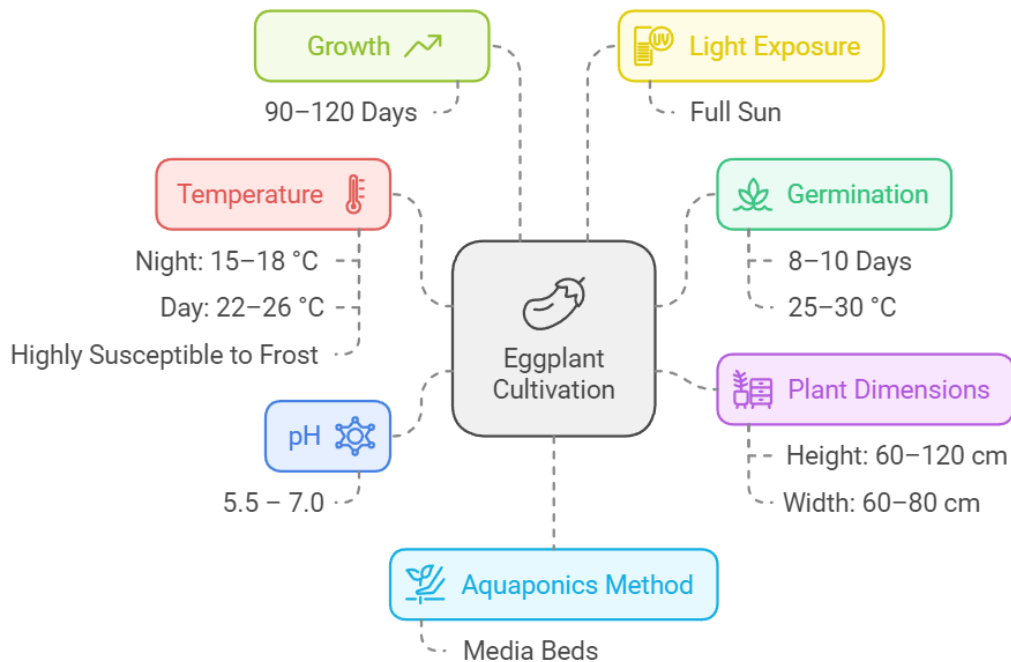 Growth
90–120 Days
UV
Light Exposure
Full Sun
Temperature
Night: 15–18 °C
Day: 22–26 °C
Highly Susceptible to Frost
Germination
8–10 Days
25–30 °C
Eggplant
Cultivation
pH
5.5 – 7.0
Plant Dimensions
Height: 60–120 cm
Width: 60–80 cm
Aquaponics Method
Media Beds